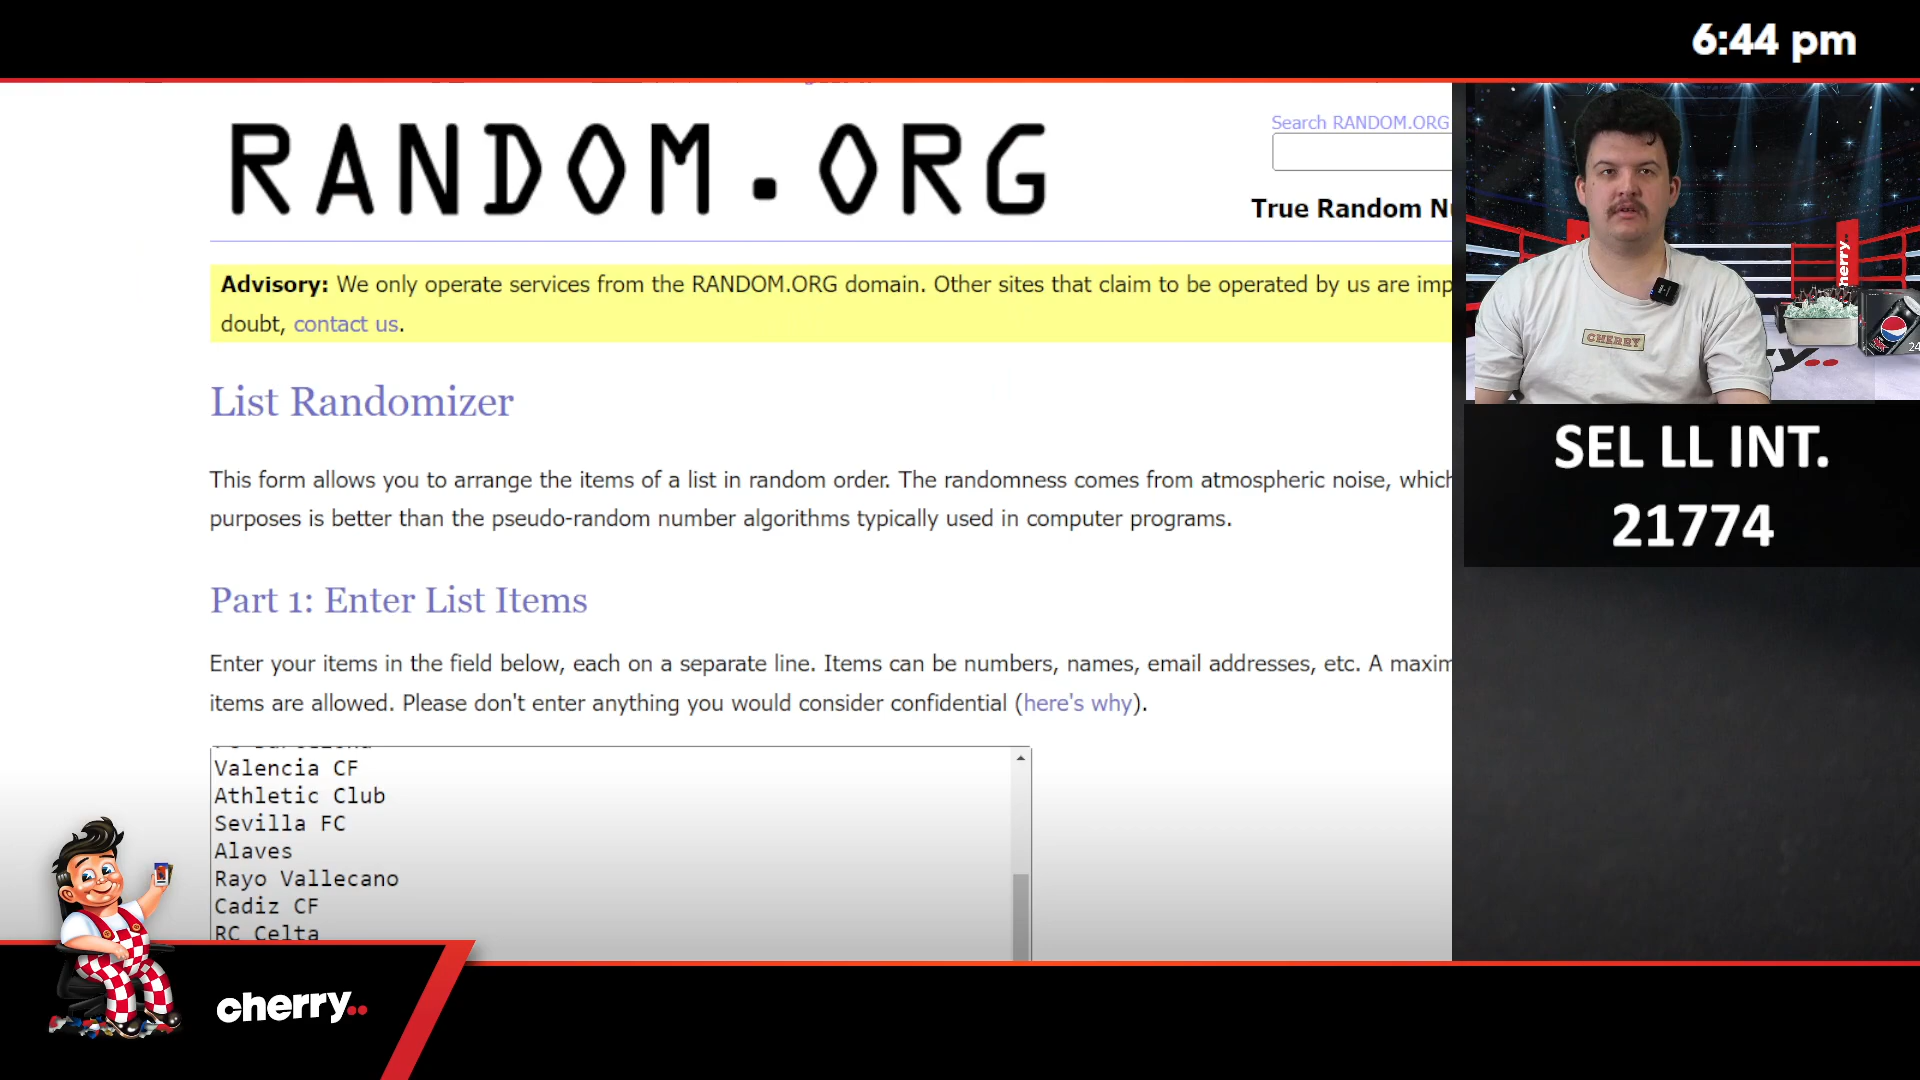 6:44 pm
RANDOM.ORG
Search RANDOM.ORG
True Random
Advisory: We only operate services from the RANDOM.ORG domain. Other sites that claim to be operated by us are imp
doubt, contact us.
List Randomizer
This form allows you to arrange the items of a list in random order. The randomness comes from atmospheric noise, which
purposes is better than the pseudo-random number algorithms typically used in computer programs.
Part 1: Enter List Items
Enter your items in the field below, each on a separate line. Items can be numbers, names, email addresses, etc. A maxim
items are allowed. Please don't enter anything you would consider confidential (here's why).
Valencia CF
Athletic Club
Sevilla FC
Alaves
Rayo Vallecano
Cadiz CF
RC Celta
CHERRY
cherry
24
SEL LL INT.
21774
cherry..